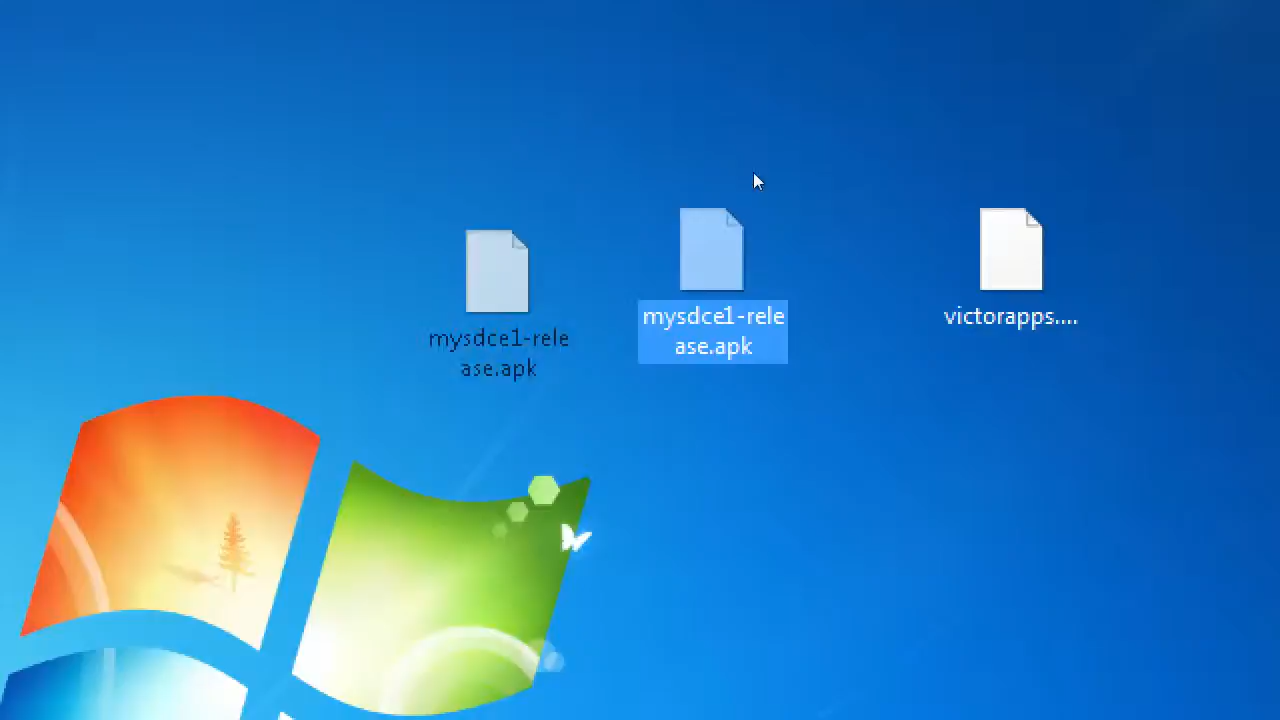 mysdce1-rele
ase.apk
mysdce1-rele
ase.apk
victorapps....